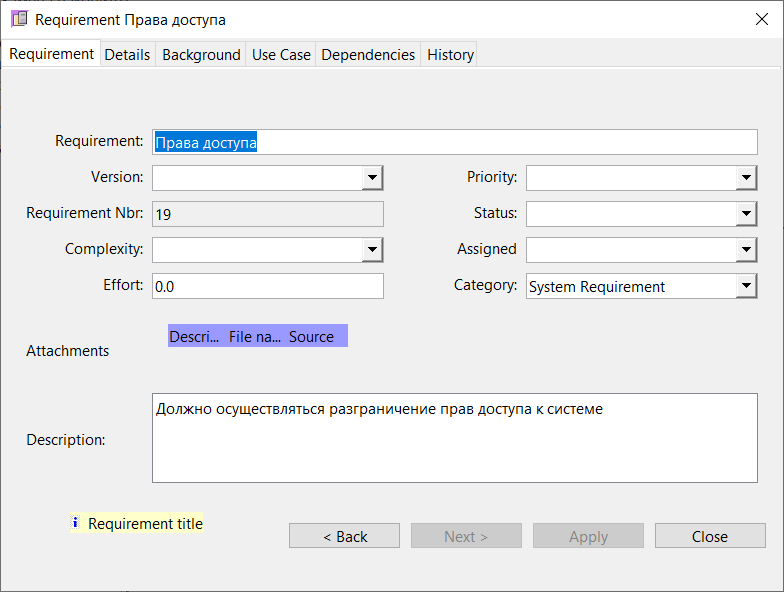 Requirement Права доступа
Requirement Details Background Use Case Dependencies History
Requirement: Права доступа
Version: Priority:
Requirement Nbr: 19 Status:
Complexity: Assigned
Effort: 0.0 Category: System Requirement
Descri... File na... Source
Attachments
Должно осуществляться разграничение прав доступа к системе
Description:
i Requirement title
< Back Next > Apply Close